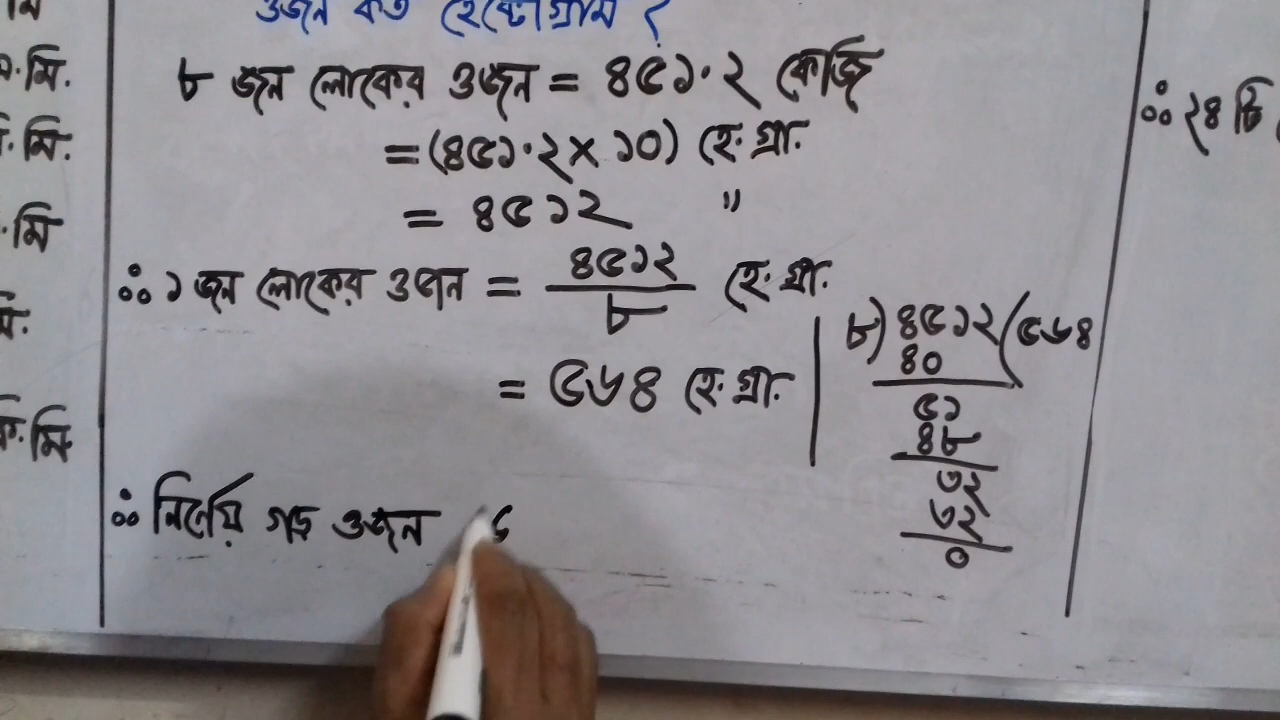 ওজন কত হেক্টোগ্রাম ?
৮ জন লোকের ওজন = ৪৫১.২ কেজি
= (৪৫১.২ × ১০) হে. গ্রা.
= ৪৫১২ "
∴ ১ জন লোকের ওজন = ৪৫১২/৮ হে. গ্রা.
= ৫৬৪ হে. গ্রা.
৮) ৪৫১২ (৫৬৪
৪০
৫১
৪৮
৩২
৩২
০
∴ নির্ণেয় গড় ওজন
∴ ২৪ টি
মি.
মি.
মি
মি.